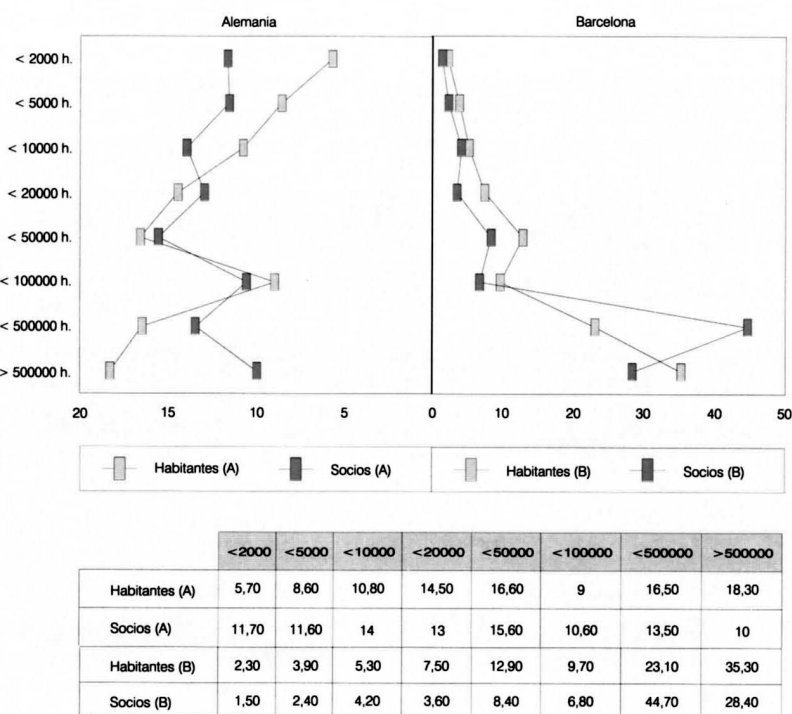 Alemania Barcelona
< 2000 h.
< 5000 h.
< 10000 h.
< 20000 h.
< 50000 h.
< 100000 h.
< 500000 h.
> 500000 h.
20 15 10 5 0 10 20 30 40 50
Habitantes (A) Socios (A) Habitantes (B) Socios (B)
<2000 <5000 <10000 <20000 <50000 <100000 <500000 >500000
Habitantes (A) 5,70 8,60 10,80 14,50 16,60 9 16,50 18,30
Socios (A) 11,70 11,60 14 13 15,60 10,60 13,50 10
Habitantes (B) 2,30 3,90 5,30 7,50 12,90 9,70 23,10 35,30
Socios (B) 1,50 2,40 4,20 3,60 8,40 6,80 44,70 28,40